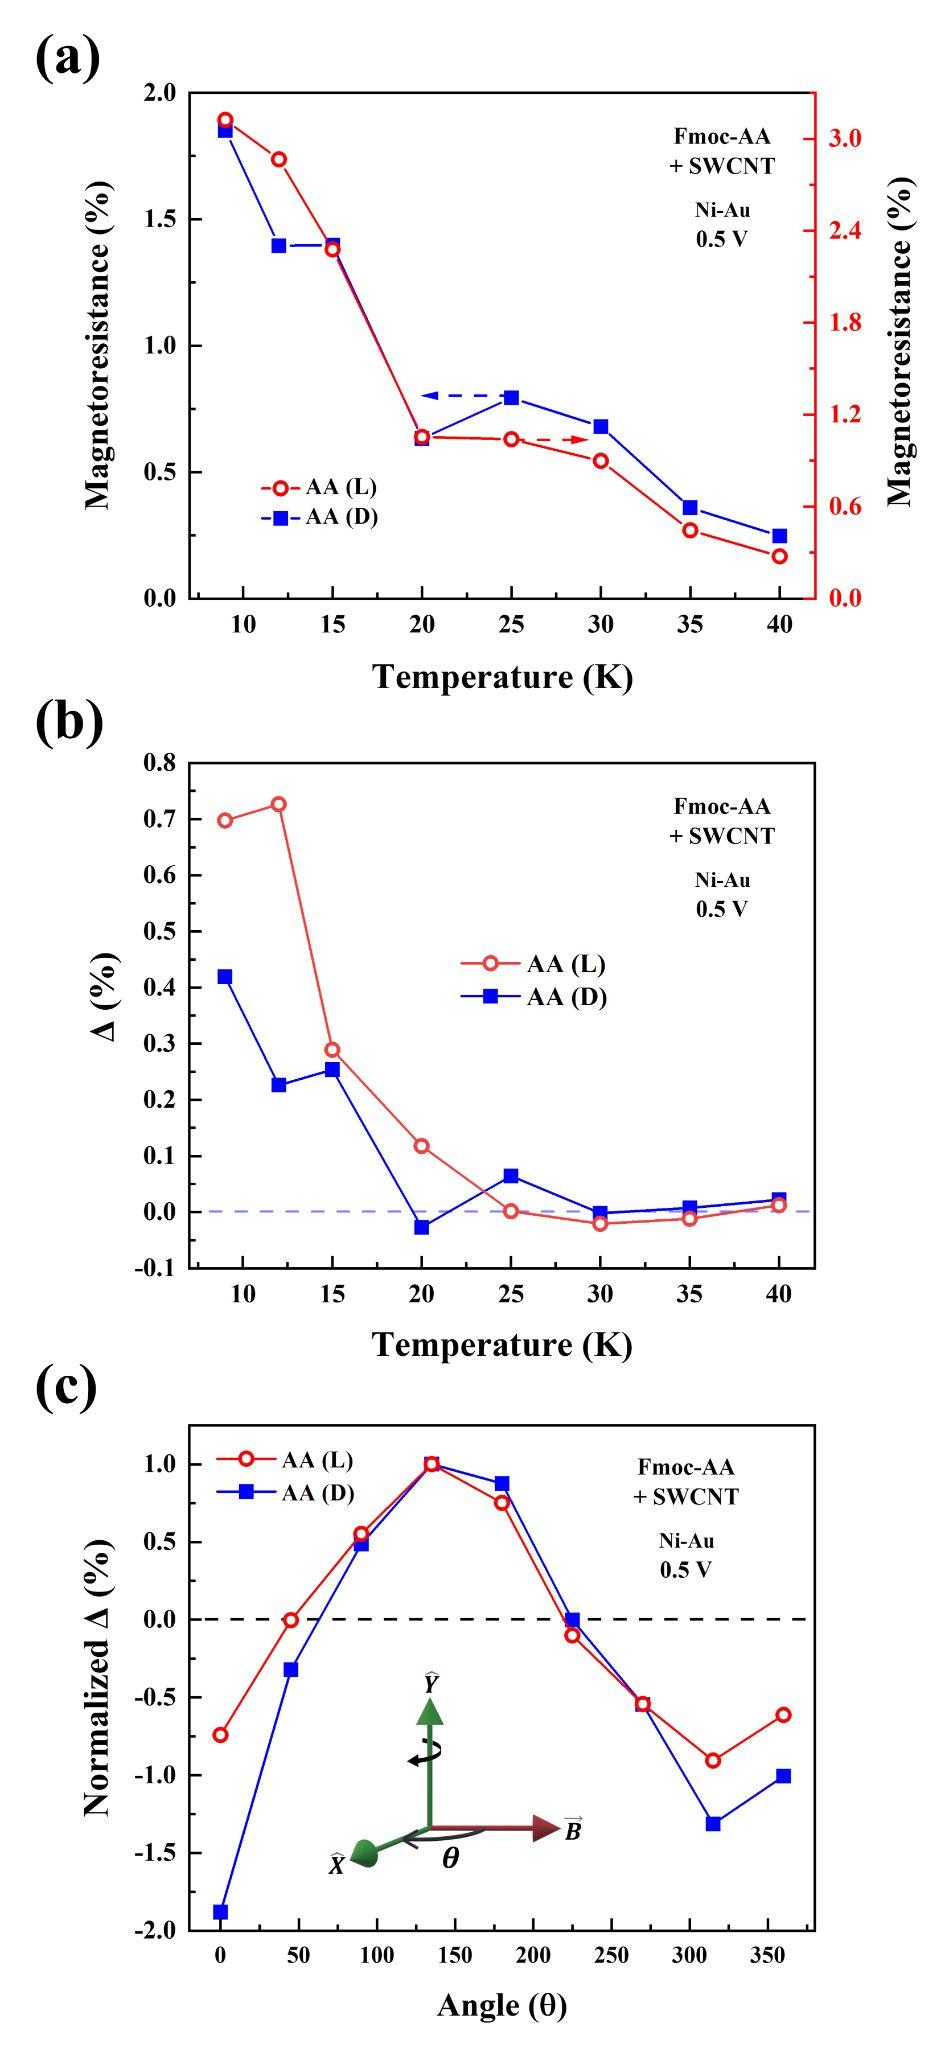 (a)
2.0
1.5
1.0
0.5
0.0
Magnetoresistance (%)
Fmoc-AA
+ SWCNT
Ni-Au
0.5 V
3.0
2.4
1.8
1.2
0.6
0.0
Magnetoresistance (%)
AA (L)
AA (D)
10 15 20 25 30 35 40
Temperature (K)
(b)
0.8
0.7
0.6
0.5
0.4
0.3
0.2
0.1
0.0
-0.1
Δ (%)
Fmoc-AA
+ SWCNT
Ni-Au
0.5 V
AA (L)
AA (D)
10 15 20 25 30 35 40
Temperature (K)
(c)
1.0
0.5
0.0
-0.5
-1.0
-1.5
-2.0
Normalized Δ (%)
AA (L)
AA (D)
Fmoc-AA
+ SWCNT
Ni-Au
0.5 V
Ŷ
B⃗
X̂
θ
0 50 100 150 200 250 300 350
Angle (θ)